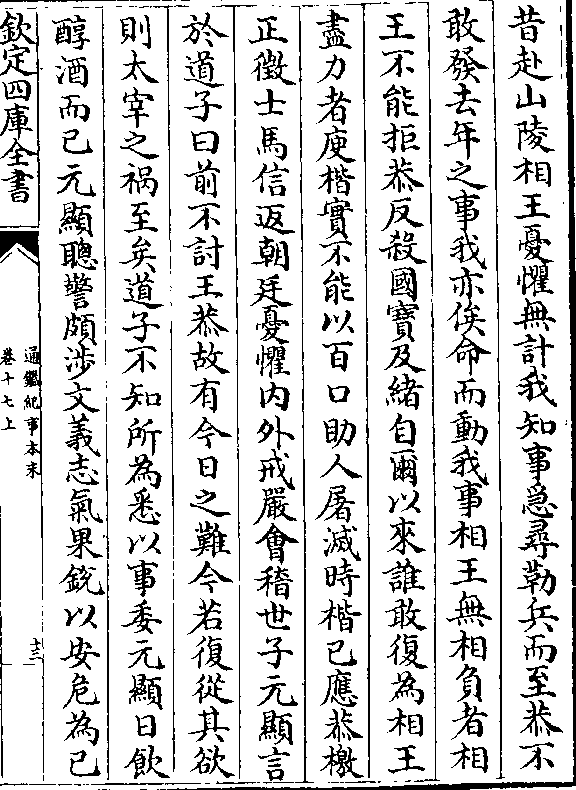 昔赴山陵相王憂懼無計我知事急尋勒兵而至恭不
敢發去年之事我亦俟命而動我事相王無相負者相
王不能拒恭反殺國寶及緒自爾以來誰敢復為相王
盡力者庾楷實不能以百口助人屠滅時楷已應恭檄
正徵士馬信返朝廷憂懼内外戒嚴會稽世子元顯言
於道子曰前不討王恭故有今日之難今若復從其欲
則太宰之禍至矣道子不知所為悉以事委元顯日飲
醇酒而已元顯聰警頗涉文義志氣果銳以安危為己
欽定四庫全書
通鑑紀事本末
卷十七上
十三